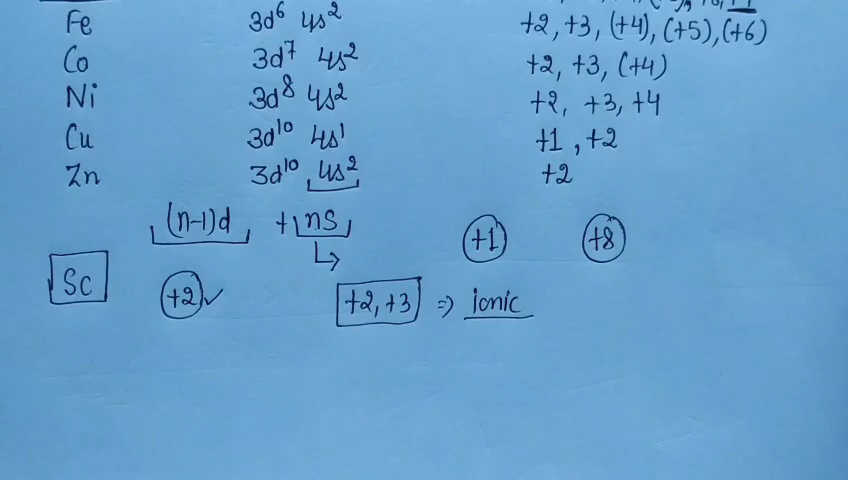 Fe 3d⁶ 4s² +2, +3, (+4), (+5), (+6)
Co 3d⁷ 4s² +2, +3, (+4)
Ni 3d⁸ 4s² +2, +3, +4
Cu 3d¹⁰ 4s¹ +1, +2
Zn 3d¹⁰ 4s² +2
(n-1)d + ns +1 +8
Sc +2 ✓ +2, +3 ⇒ ionic